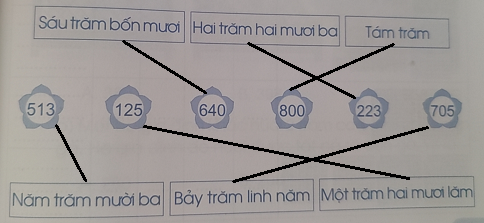 Sáu trăm bốn mươi Hai trăm hai mươi ba Tám trăm
513 125 640 800 223 705
Năm trăm mười ba Bảy trăm linh năm Một trăm hai mươi lăm